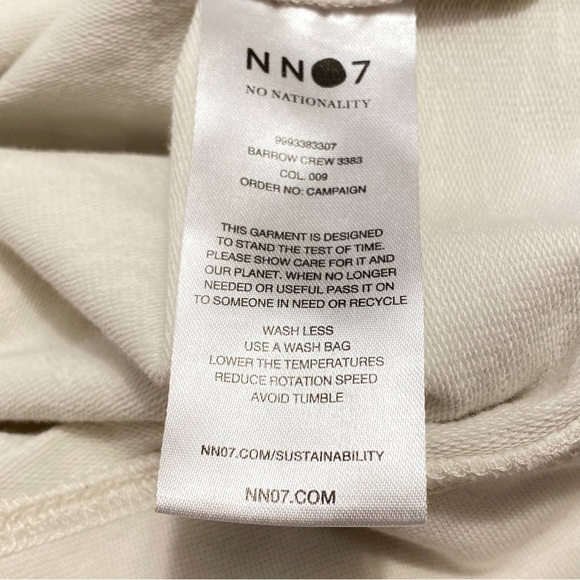 NN07
NO NATIONALITY
9993383307
BARROW CREW 3383
COL. 009
ORDER NO: CAMPAIGN
THIS GARMENT IS DESIGNED
TO STAND THE TEST OF TIME.
PLEASE SHOW CARE FOR IT AND
OUR PLANET. WHEN NO LONGER
NEEDED OR USEFUL PASS IT ON
TO SOMEONE IN NEED OR RECYCLE
WASH LESS
USE A WASH BAG
LOWER THE TEMPERATURES
REDUCE ROTATION SPEED
AVOID TUMBLE
NN07.COM/SUSTAINABILITY
NN07.COM